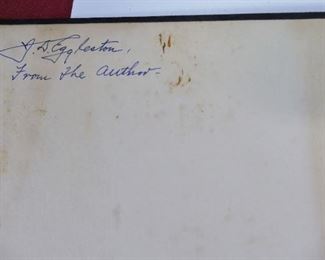 J. D. Eggleston,
From the Author-